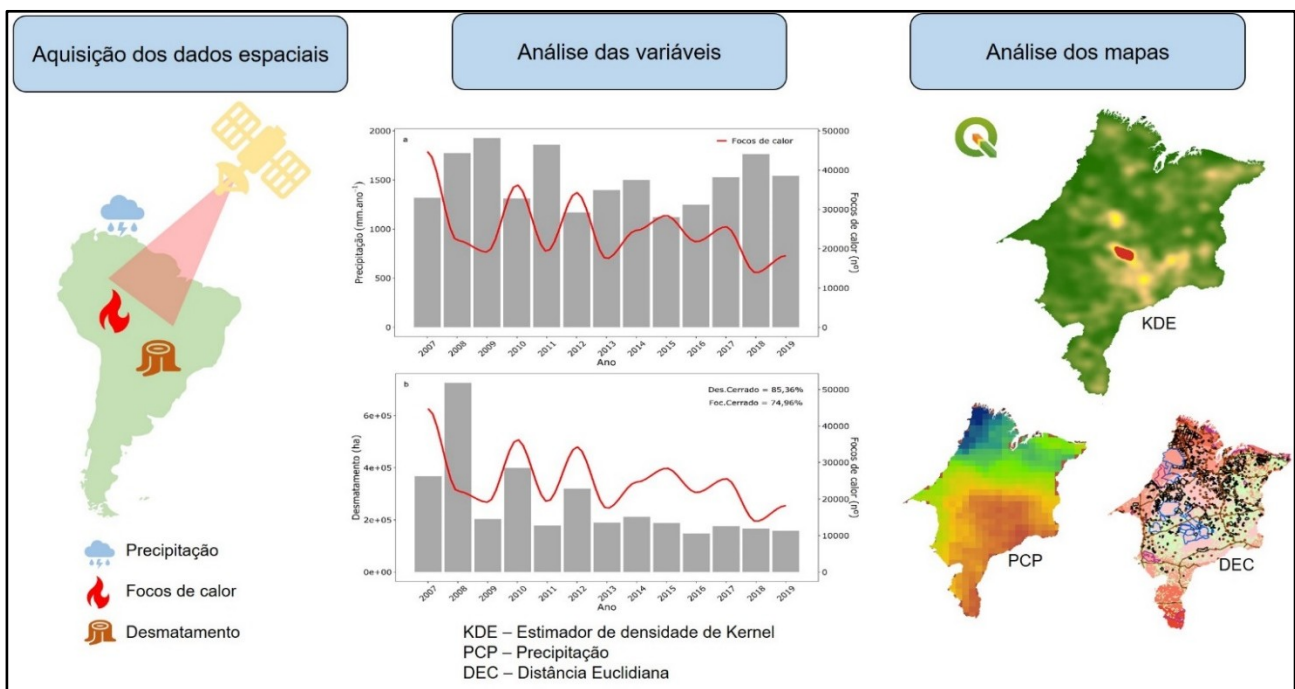 Aquisição dos dados espaciais
Precipitação
Focos de calor
Desmatamento
Análise das variáveis
a
Focos de calor
Precipitação (mm.ano⁻¹)
2000
1500
1000
500
0
50000
40000
30000
20000
10000
0
Focos de calor (nº)
2007
2008
2009
2010
2011
2012
2013
2014
2015
2016
2017
2018
2019
Ano
b
Des.Cerrado = 85,36%
Foc.Cerrado = 74,96%
Desmatamento (ha)
6e+05
4e+05
2e+05
0e+00
50000
40000
30000
20000
10000
0
Focos de calor (nº)
2007
2008
2009
2010
2011
2012
2013
2014
2015
2016
2017
2018
2019
Ano
KDE – Estimador de densidade de Kernel
PCP – Precipitação
DEC – Distância Euclidiana
Análise dos mapas
KDE
PCP
DEC